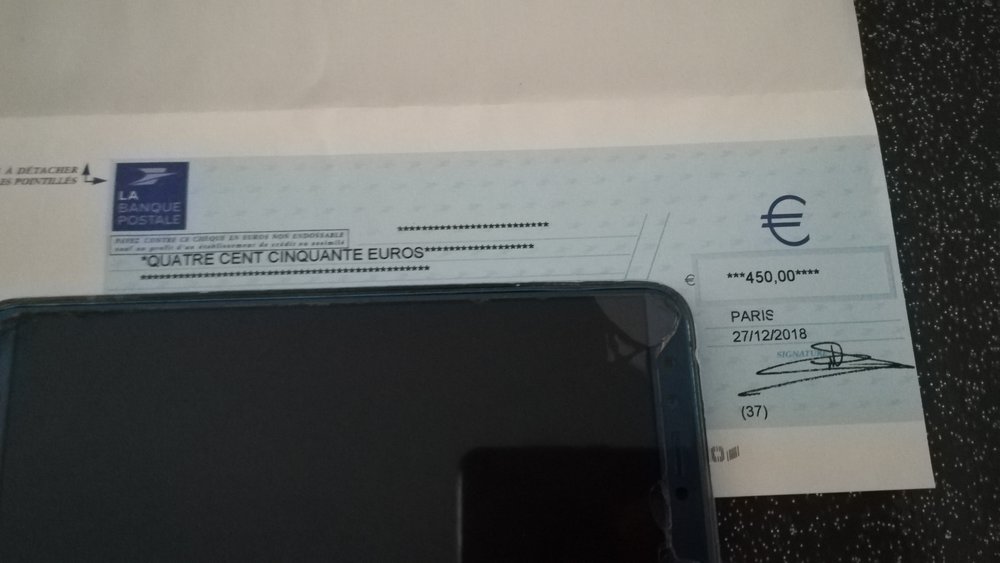 À DÉTACHER
ES POINTILLÉS
LA
BANQUE
POSTALE
PAYEZ CONTRE CE CHÈQUE EN EUROS NON ENDOSSABLE
sauf au profit d'un établissement de crédit ou assimilé
****************************
*QUATRE CENT CINQUANTE EUROS********************
*****************************************************
€
€ ***450,00****
PARIS
27/12/2018
SIGNATURE
(37)